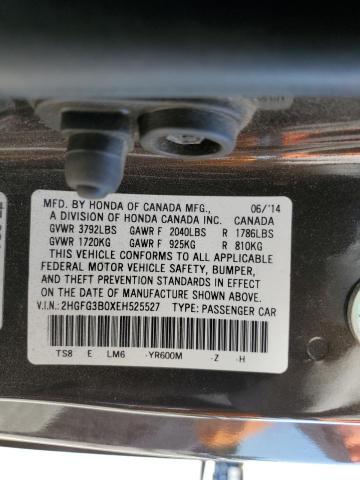 MFD. BY HONDA OF CANADA MFG., 06/'14
A DIVISION OF HONDA CANADA INC. CANADA
GVWR 3792LBS GAWR F 2040LBS R 1786LBS
GVWR 1720KG GAWR F 925KG R 810KG
THIS VEHICLE CONFORMS TO ALL APPLICABLE
FEDERAL MOTOR VEHICLE SAFETY, BUMPER,
AND THEFT PREVENTION STANDARDS IN EFFECT
ON THE DATE OF MANUFACTURE SHOWN ABOVE.
V.I.N.: 2HGFG3B0XEH525527 TYPE: PASSENGER CAR
TS8 E LM6 -YR600M -Z -H